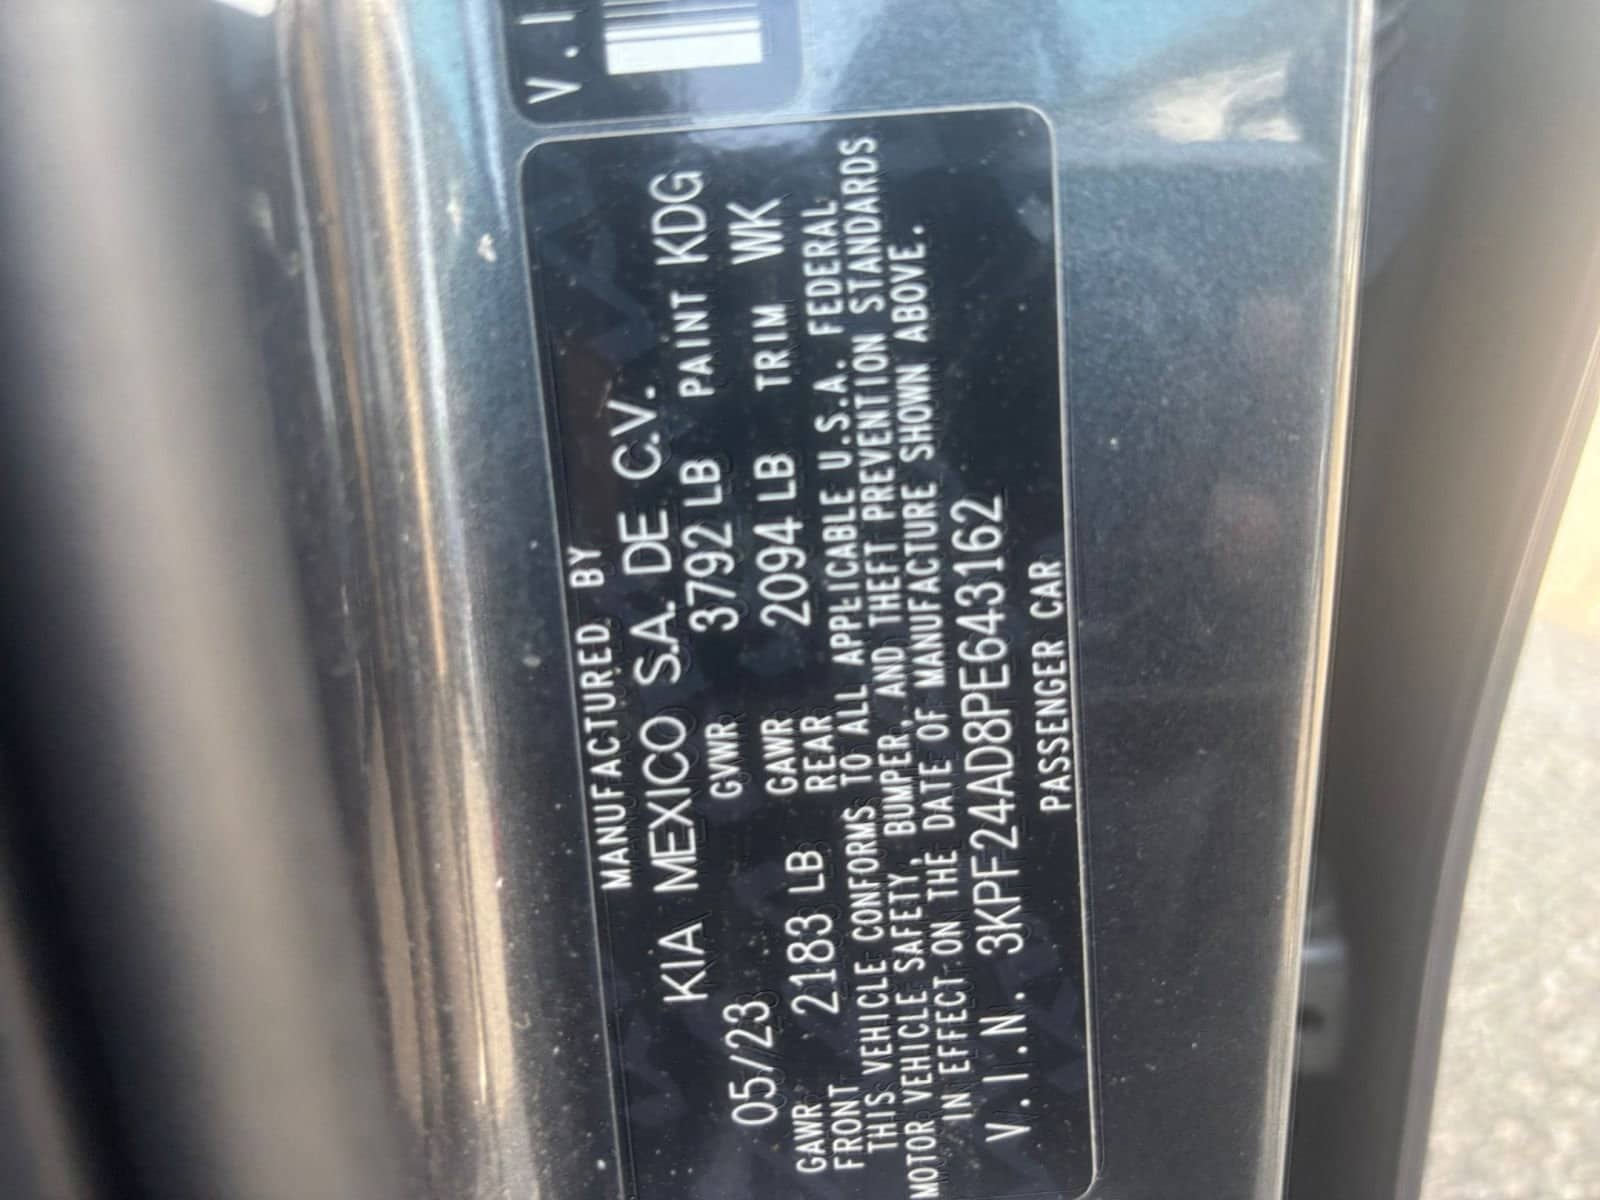 V.I
MANUFACTURED BY
KIA MEXICO S.A. DE C.V.
05/23 GVWR 3792 LB PAINT KDG
GAWR FRONT 2183 LB GAWR REAR 2094 LB TRIM WK
THIS VEHICLE CONFORMS TO ALL APPLICABLE U.S.A. FEDERAL
MOTOR VEHICLE SAFETY, BUMPER, AND THEFT PREVENTION STANDARDS
IN EFFECT ON THE DATE OF MANUFACTURE SHOWN ABOVE.
V.I.N. 3KPF24AD8PE643162
PASSENGER CAR